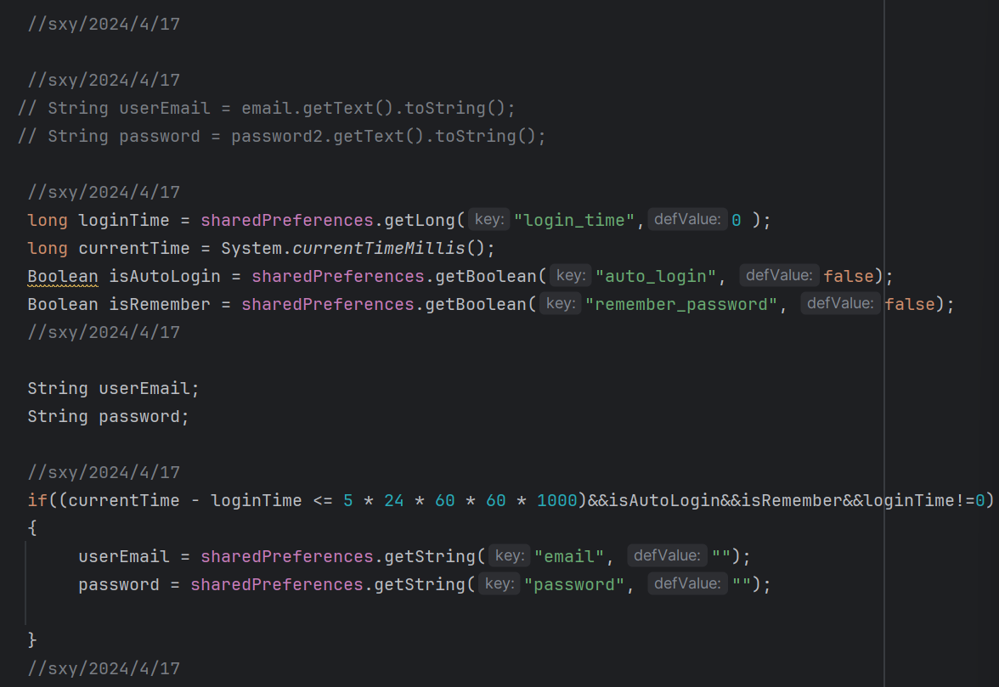 //sxy/2024/4/17
//sxy/2024/4/17
// String userEmail = email.getText().toString();
// String password = password2.getText().toString();
//sxy/2024/4/17
long loginTime = sharedPreferences.getLong( key: "login_time", defValue: 0 );
long currentTime = System.currentTimeMillis();
Boolean isAutoLogin = sharedPreferences.getBoolean( key: "auto_login", defValue: false);
Boolean isRemember = sharedPreferences.getBoolean( key: "remember_password", defValue: false);
//sxy/2024/4/17
String userEmail;
String password;
//sxy/2024/4/17
if((currentTime - loginTime <= 5 * 24 * 60 * 60 * 1000)&&isAutoLogin&&isRemember&&loginTime!=0)
{
userEmail = sharedPreferences.getString( key: "email", defValue: "");
password = sharedPreferences.getString( key: "password", defValue: "");
}
//sxy/2024/4/17